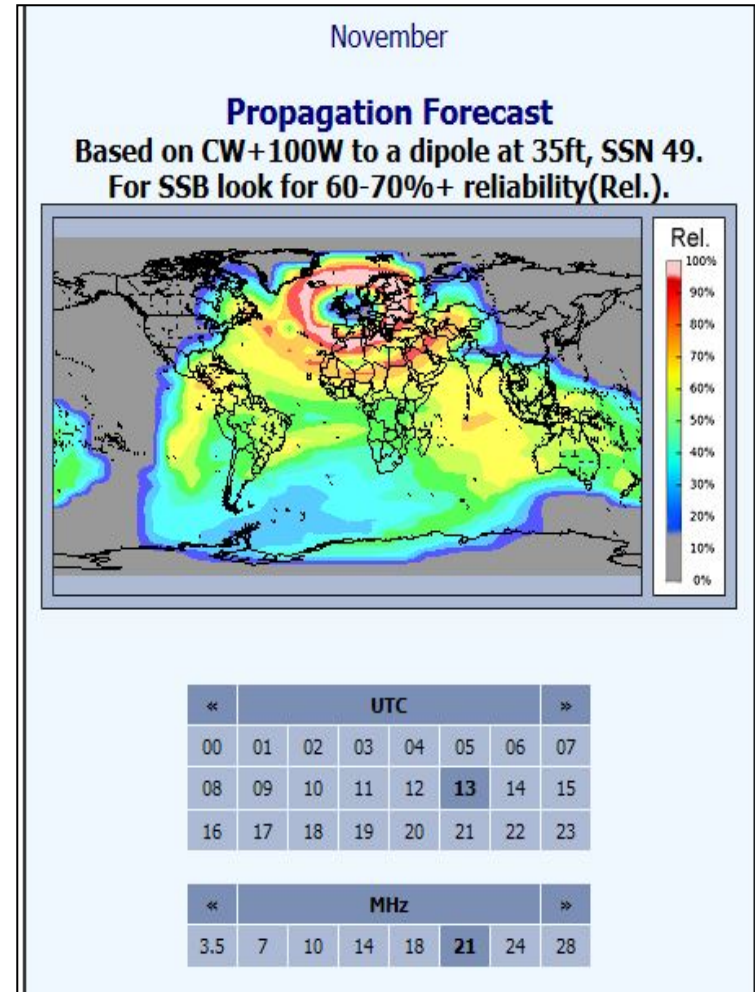 November
Propagation Forecast
Based on CW+100W to a dipole at 35ft, SSN 49.
For SSB look for 60-70%+ reliability(Rel.).
Rel.
100%
90%
80%
70%
60%
50%
40%
30%
20%
10%
0%
« UTC »
00 01 02 03 04 05 06 07
08 09 10 11 12 13 14 15
16 17 18 19 20 21 22 23
« MHz »
3.5 7 10 14 18 21 24 28